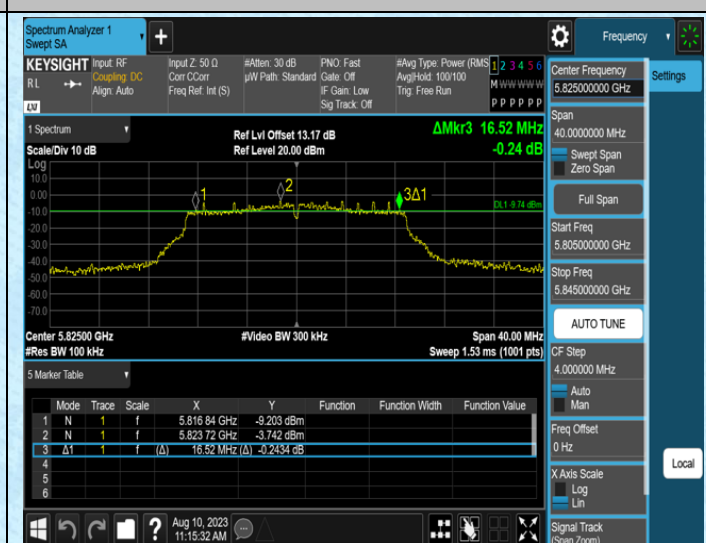 Spectrum Analyzer 1
Swept SA
+
Frequency
KEYSIGHT
RL
LXI
Input: RF
Coupling: DC
Align: Auto
Input Z: 50 Ω
Corr CCorr
Freq Ref: Int (S)
#Atten: 30 dB
µW Path: Standard
PNO: Fast
Gate: Off
IF Gain: Low
Sig Track: Off
#Avg Type: Power (RMS
Avg|Hold: 100/100
Trig: Free Run
1 2 3 4 5 6
M W W W W W
P P P P P P
1 Spectrum
Scale/Div 10 dB
Ref Lvl Offset 13.17 dB
Ref Level 20.00 dBm
ΔMkr3 16.52 MHz
-0.24 dB
Log
10.0
0.00
-10.0
-20.0
-30.0
-40.0
-50.0
-60.0
-70.0
1
2
3Δ1
DL1 -9.74 dBm
Center 5.82500 GHz
#Res BW 100 kHz
#Video BW 300 kHz
Span 40.00 MHz
Sweep 1.53 ms (1001 pts)
5 Marker Table
Mode Trace Scale X Y Function Function Width Function Value
1 N 1 f 5.816 84 GHz -9.203 dBm
2 N 1 f 5.823 72 GHz -3.742 dBm
3 Δ1 1 f (Δ) 16.52 MHz (Δ) -0.2434 dB
4
5
6
?
Aug 10, 2023
11:15:32 AM
Center Frequency
5.825000000 GHz
Settings
Span
40.0000000 MHz
Swept Span
Zero Span
Full Span
Start Freq
5.805000000 GHz
Stop Freq
5.845000000 GHz
AUTO TUNE
CF Step
4.000000 MHz
Auto
Man
Freq Offset
0 Hz
X Axis Scale
Log
Lin
Local
Signal Track
(Span Zoom)